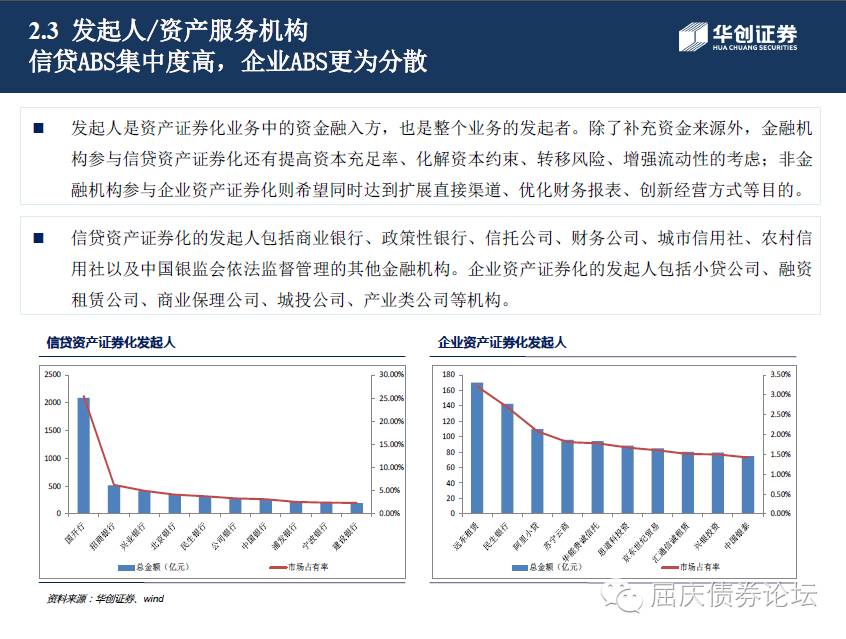 2.3 发起人/资产服务机构
信贷ABS集中度高，企业ABS更为分散
华创证券
HUA CHUANG SECURITIES
■ 发起人是资产证券化业务中的资金融入方，也是整个业务的发起者。除了补充资金来源外，金融机
构参与信贷资产证券化还有提高资本充足率、化解资本约束、转移风险、增强流动性的考虑；非金
融机构参与企业资产证券化则希望同时达到扩展直接渠道、优化财务报表、创新经营方式等目的。
■ 信贷资产证券化的发起人包括商业银行、政策性银行、信托公司、财务公司、城市信用社、农村信
用社以及中国银监会依法监督管理的其他金融机构。企业资产证券化的发起人包括小贷公司、融资
租赁公司、商业保理公司、城投公司、产业类公司等机构。
信贷资产证券化发起人
2500
2000
1500
1000
500
0
30.00%
25.00%
20.00%
15.00%
10.00%
5.00%
0.00%
国开行
招商银行
兴业银行
北京银行
民生银行
公司银行
中国银行
浦发银行
宁波银行
建设银行
总金额（亿元）
市场占有率
企业资产证券化发起人
180
160
140
120
100
80
60
40
20
0
3.50%
3.00%
2.50%
2.00%
1.50%
1.00%
0.50%
0.00%
远东租赁
民生银行
阿里小贷
苏宁云商
华能贵诚信托
思道科投资
京东世纪贸易
汇通信诚租赁
兴银投资
中国银泰
总金额（亿元）
市场占有率
资料来源：华创证券、wind
屈庆债券论坛